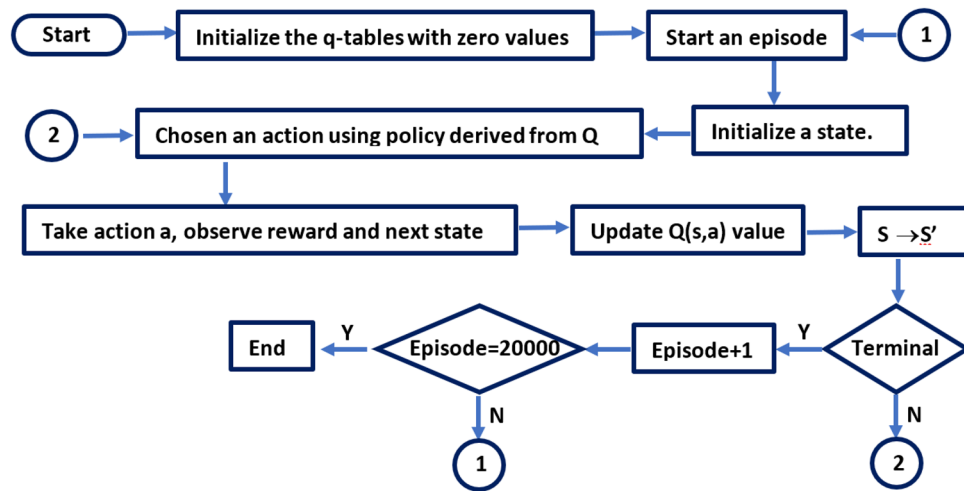 Start
Initialize the q-tables with zero values
Start an episode
1
2
Chosen an action using policy derived from Q
Initialize a state.
Take action a, observe reward and next state
Update Q(s,a) value
S →S’
End
Y
Episode=20000
Episode+1
Y
Terminal
N
N
1
2